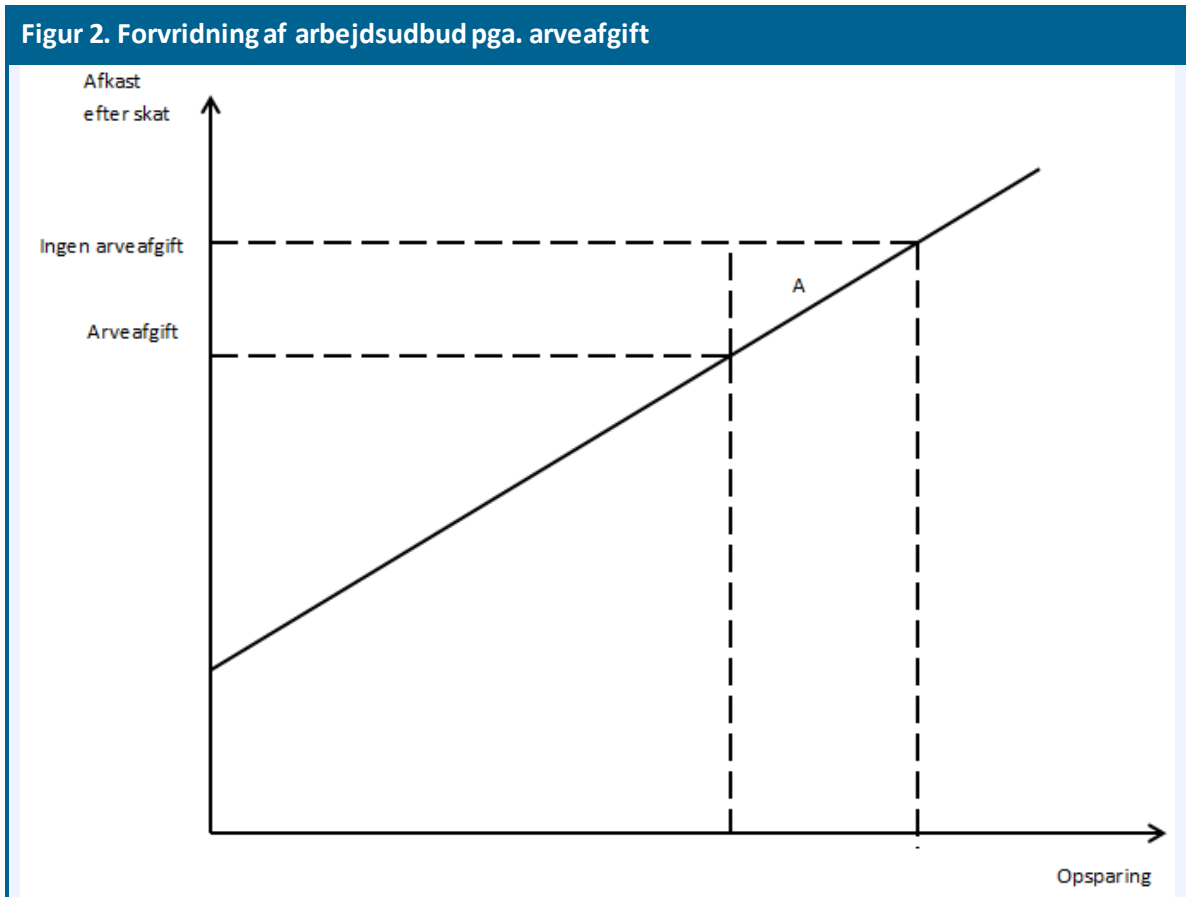 Figur 2. Forvridning af arbejdsudbud pga. arveafgift
Afkast
efter skat
Ingen arveafgift
A
Arveafgift
Opsparing